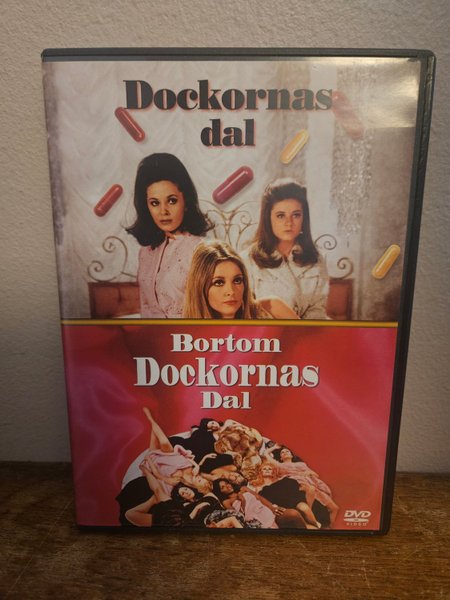 Dockornas
dal
Bortom
Dockornas
Dal
DVD
VIDEO